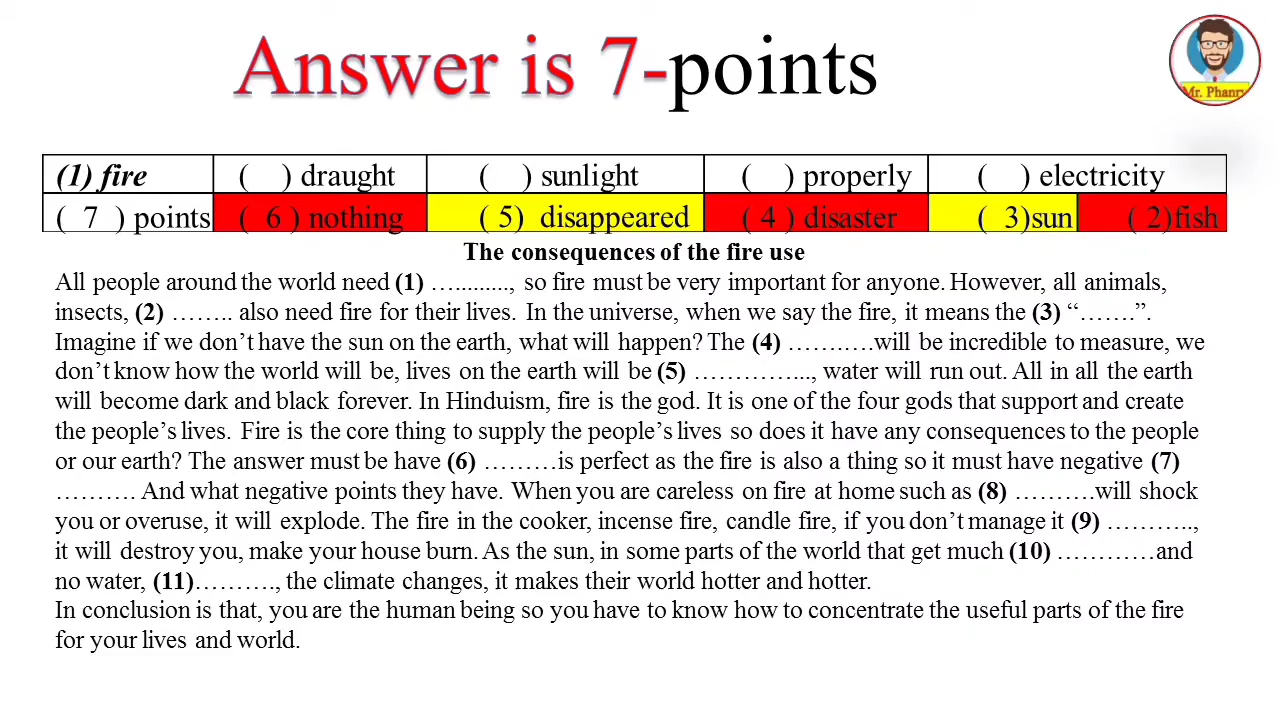 Answer is 7-points
Mr. Phanry
(1) fire ( ) draught ( ) sunlight ( ) properly ( ) electricity
( 7 ) points ( 6 ) nothing ( 5) disappeared ( 4 ) disaster ( 3)sun ( 2)fish
The consequences of the fire use
All people around the world need (1) …........., so fire must be very important for anyone. However, all animals,
insects, (2) …….. also need fire for their lives. In the universe, when we say the fire, it means the (3) “…….”.
Imagine if we don’t have the sun on the earth, what will happen? The (4) …….….will be incredible to measure, we
don’t know how the world will be, lives on the earth will be (5) …………..., water will run out. All in all the earth
will become dark and black forever. In Hinduism, fire is the god. It is one of the four gods that support and create
the people’s lives. Fire is the core thing to supply the people’s lives so does it have any consequences to the people
or our earth? The answer must be have (6) ………is perfect as the fire is also a thing so it must have negative (7)
………. And what negative points they have. When you are careless on fire at home such as (8) ……….will shock
you or overuse, it will explode. The fire in the cooker, incense fire, candle fire, if you don’t manage it (9) ………..,
it will destroy you, make your house burn. As the sun, in some parts of the world that get much (10) …………and
no water, (11)………., the climate changes, it makes their world hotter and hotter.
In conclusion is that, you are the human being so you have to know how to concentrate the useful parts of the fire
for your lives and world.